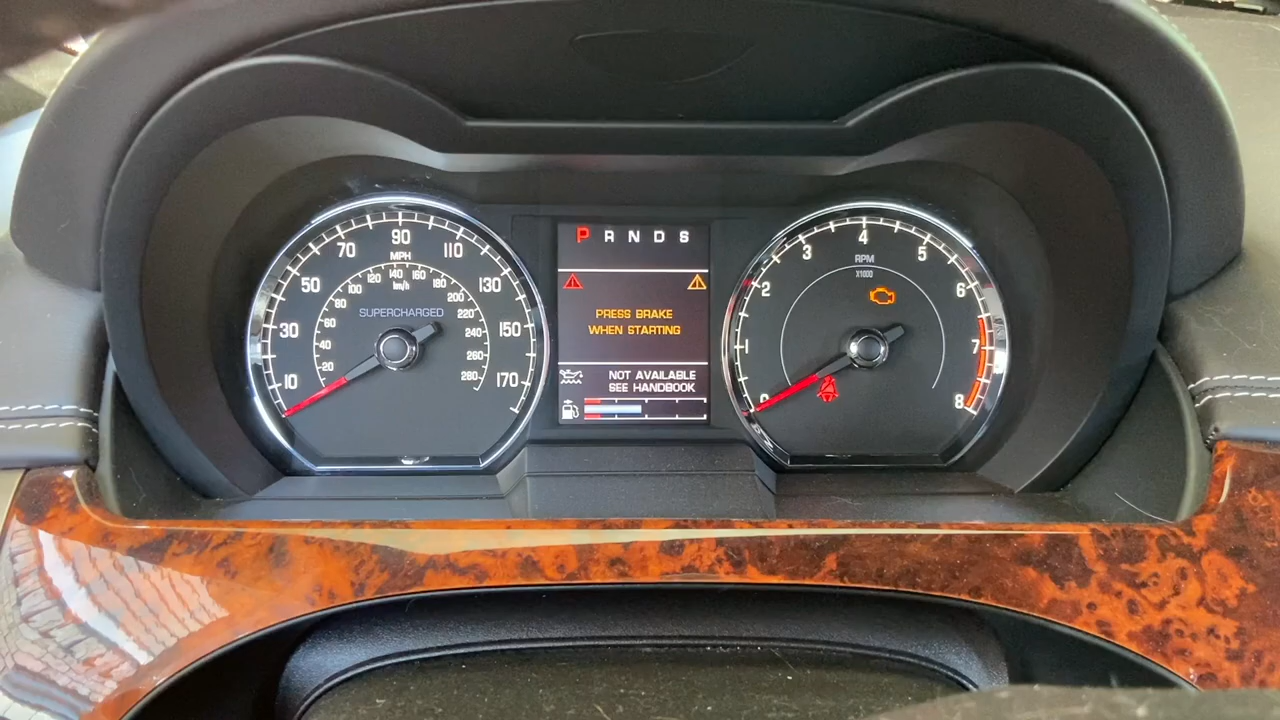 90
70 110
MPH
50 130
140
120 160
km/h
100 180
80 200
SUPERCHARGED
60 220
30 150
40 240
20 260
10 280 170
P R N D S
PRESS BRAKE
WHEN STARTING
NOT AVAILABLE
SEE HANDBOOK
4
3 5
RPM
X1000
2 6
1 7
0 8